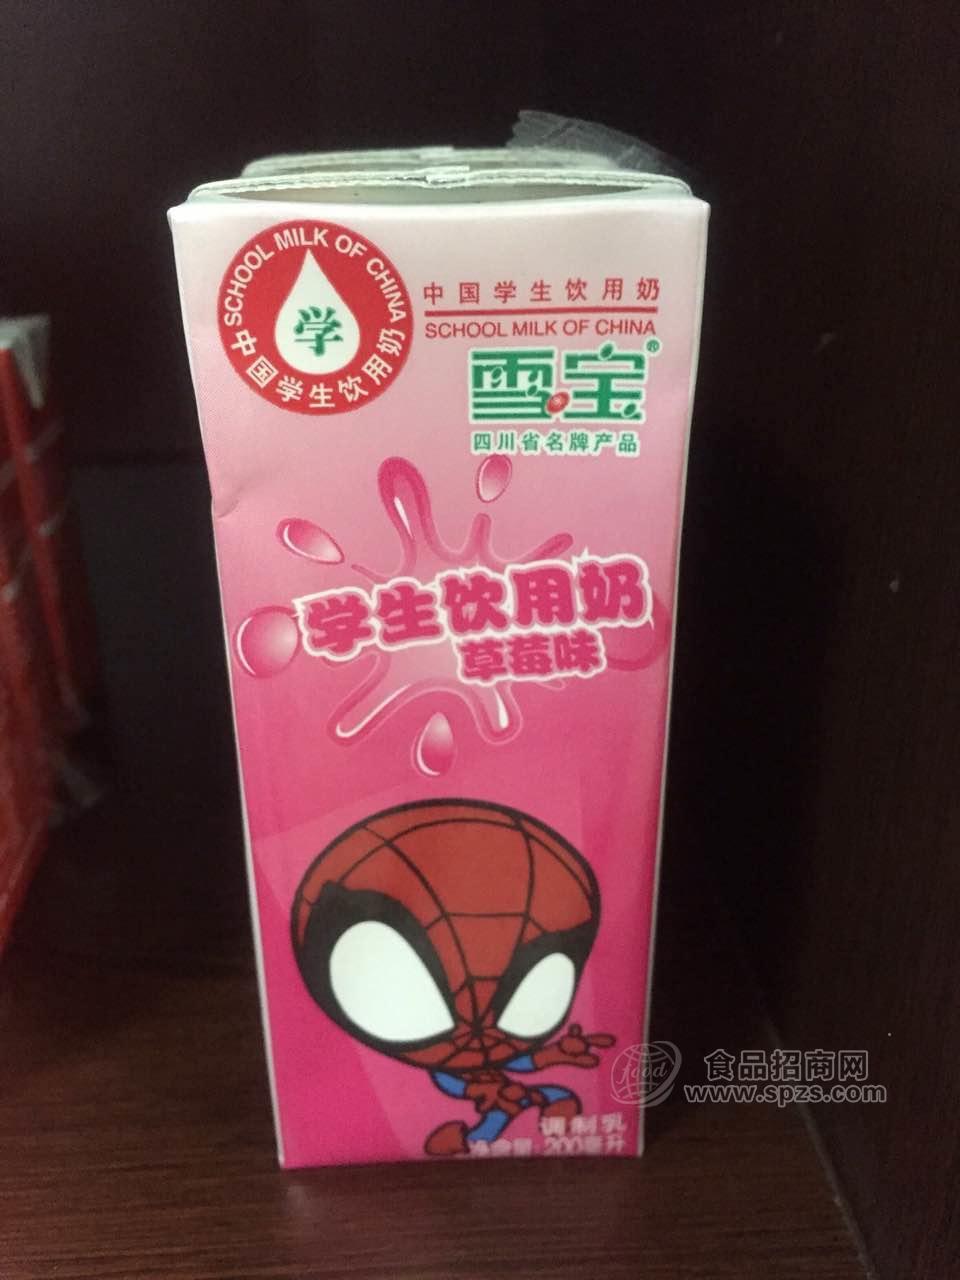 SCHOOL MILK OF CHINA
学
中国学生饮用奶
中国学生饮用奶
SCHOOL MILK OF CHINA
雪宝®
四川省名牌产品
学生饮用奶
草莓味
调制乳
净含量:200毫升
food
食品招商网
www.spzs.com